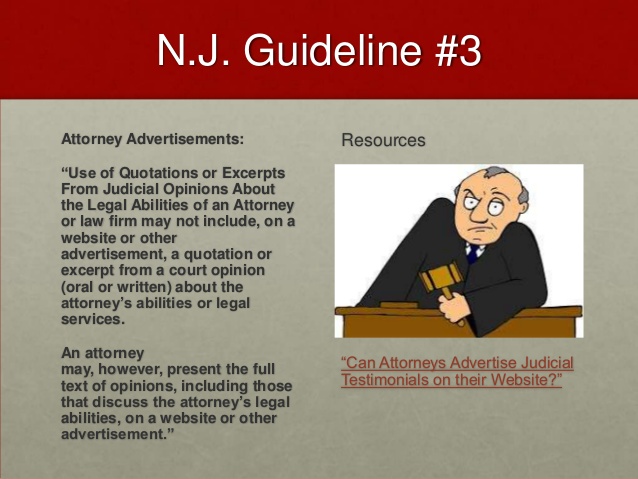 N.J. Guideline #3
Attorney Advertisements:
“Use of Quotations or Excerpts
From Judicial Opinions About
the Legal Abilities of an Attorney
or law firm may not include, on a
website or other
advertisement, a quotation or
excerpt from a court opinion
(oral or written) about the
attorney’s abilities or legal
services.
An attorney
may, however, present the full
text of opinions, including those
that discuss the attorney’s legal
abilities, on a website or other
advertisement.”
Resources
“Can Attorneys Advertise Judicial
Testimonials on their Website?”